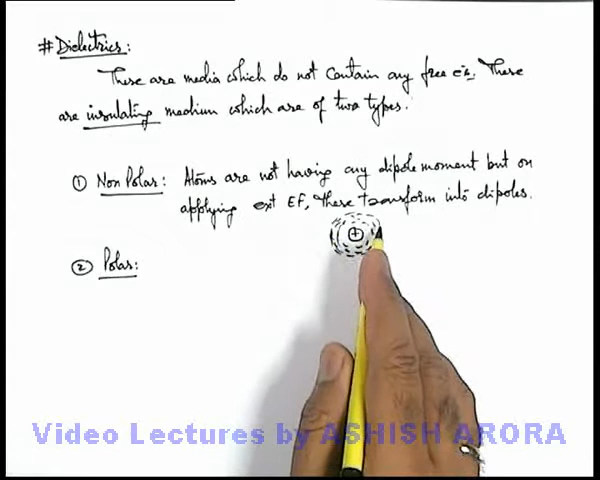 # Dielectrics:
These are media which do not contain any free e's. These
are insulating medium which are of two types.
① Non Polar: Atoms are not having any dipole moment but on
applying ext EF, these transform into dipoles.
+
② Polar:
Video Lectures by ASHISH ARORA